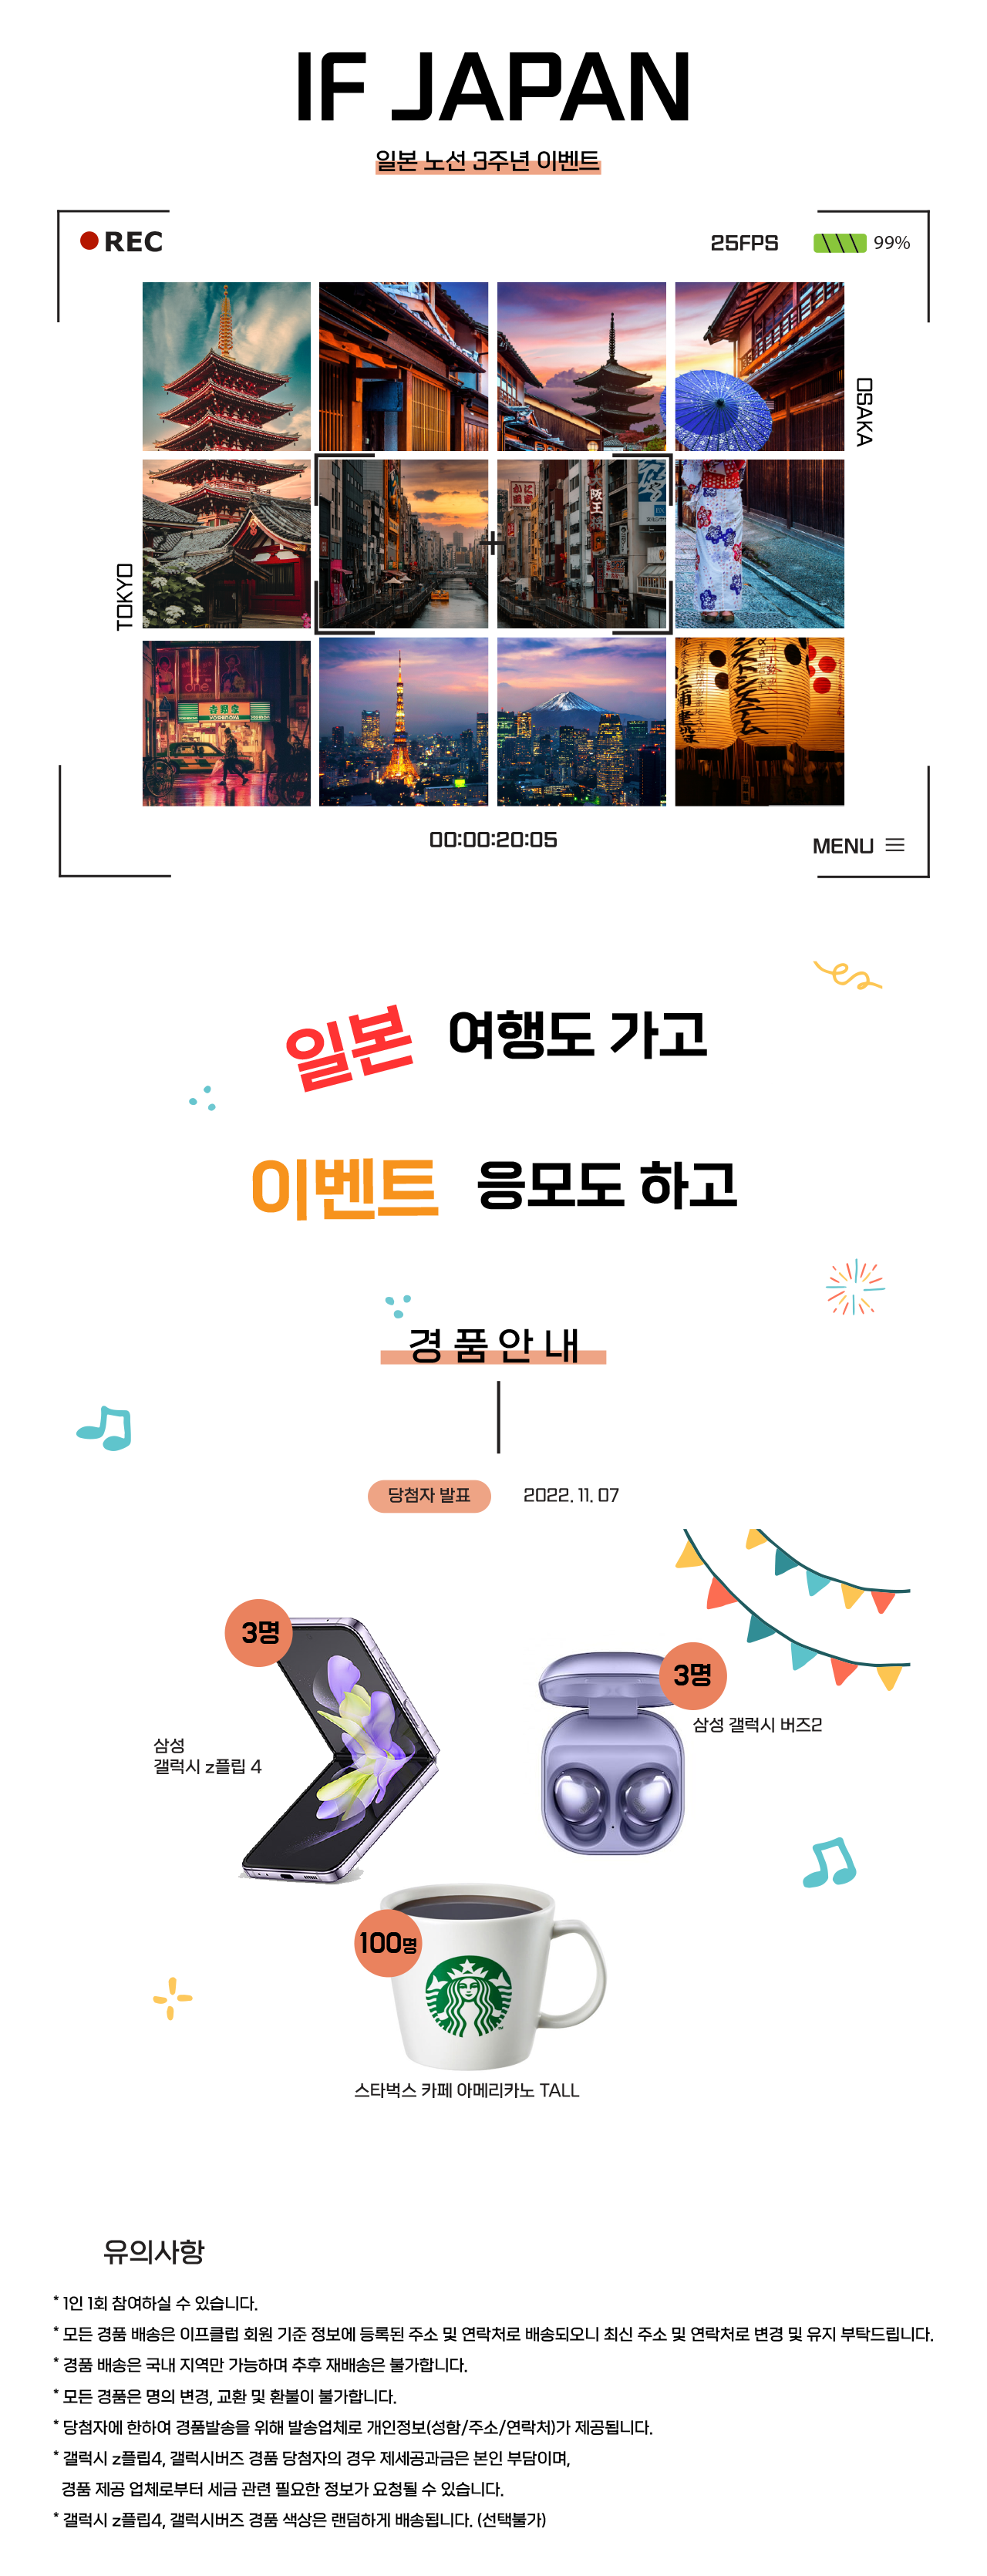 IF JAPAN
일본 노선 3주년 이벤트
REC
25FPS
99%
OSAKA
TOKYO
かに
大阪王
吉野家
YOSHINOYA
00:00:20:05
MENU
일본 여행도 가고
이벤트 응모도 하고
경품안내
당첨자 발표 2022. 11. 07
3명
3명
삼성 갤럭시 버즈2
삼성
갤럭시 z플립 4
100명
스타벅스 카페 아메리카노 TALL
유의사항
* 1인 1회 참여하실 수 있습니다.
* 모든 경품 배송은 이프클럽 회원 기준 정보에 등록된 주소 및 연락처로 배송되오니 최신 주소 및 연락처로 변경 및 유지 부탁드립니다.
* 경품 배송은 국내 지역만 가능하며 추후 재배송은 불가합니다.
* 모든 경품은 명의 변경, 교환 및 환불이 불가합니다.
* 당첨자에 한하여 경품발송을 위해 발송업체로 개인정보(성함/주소/연락처)가 제공됩니다.
* 갤럭시 z플립4, 갤럭시버즈 경품 당첨자의 경우 제세공과금은 본인 부담이며,
경품 제공 업체로부터 세금 관련 필요한 정보가 요청될 수 있습니다.
* 갤럭시 z플립4, 갤럭시버즈 경품 색상은 랜덤하게 배송됩니다. (선택불가)